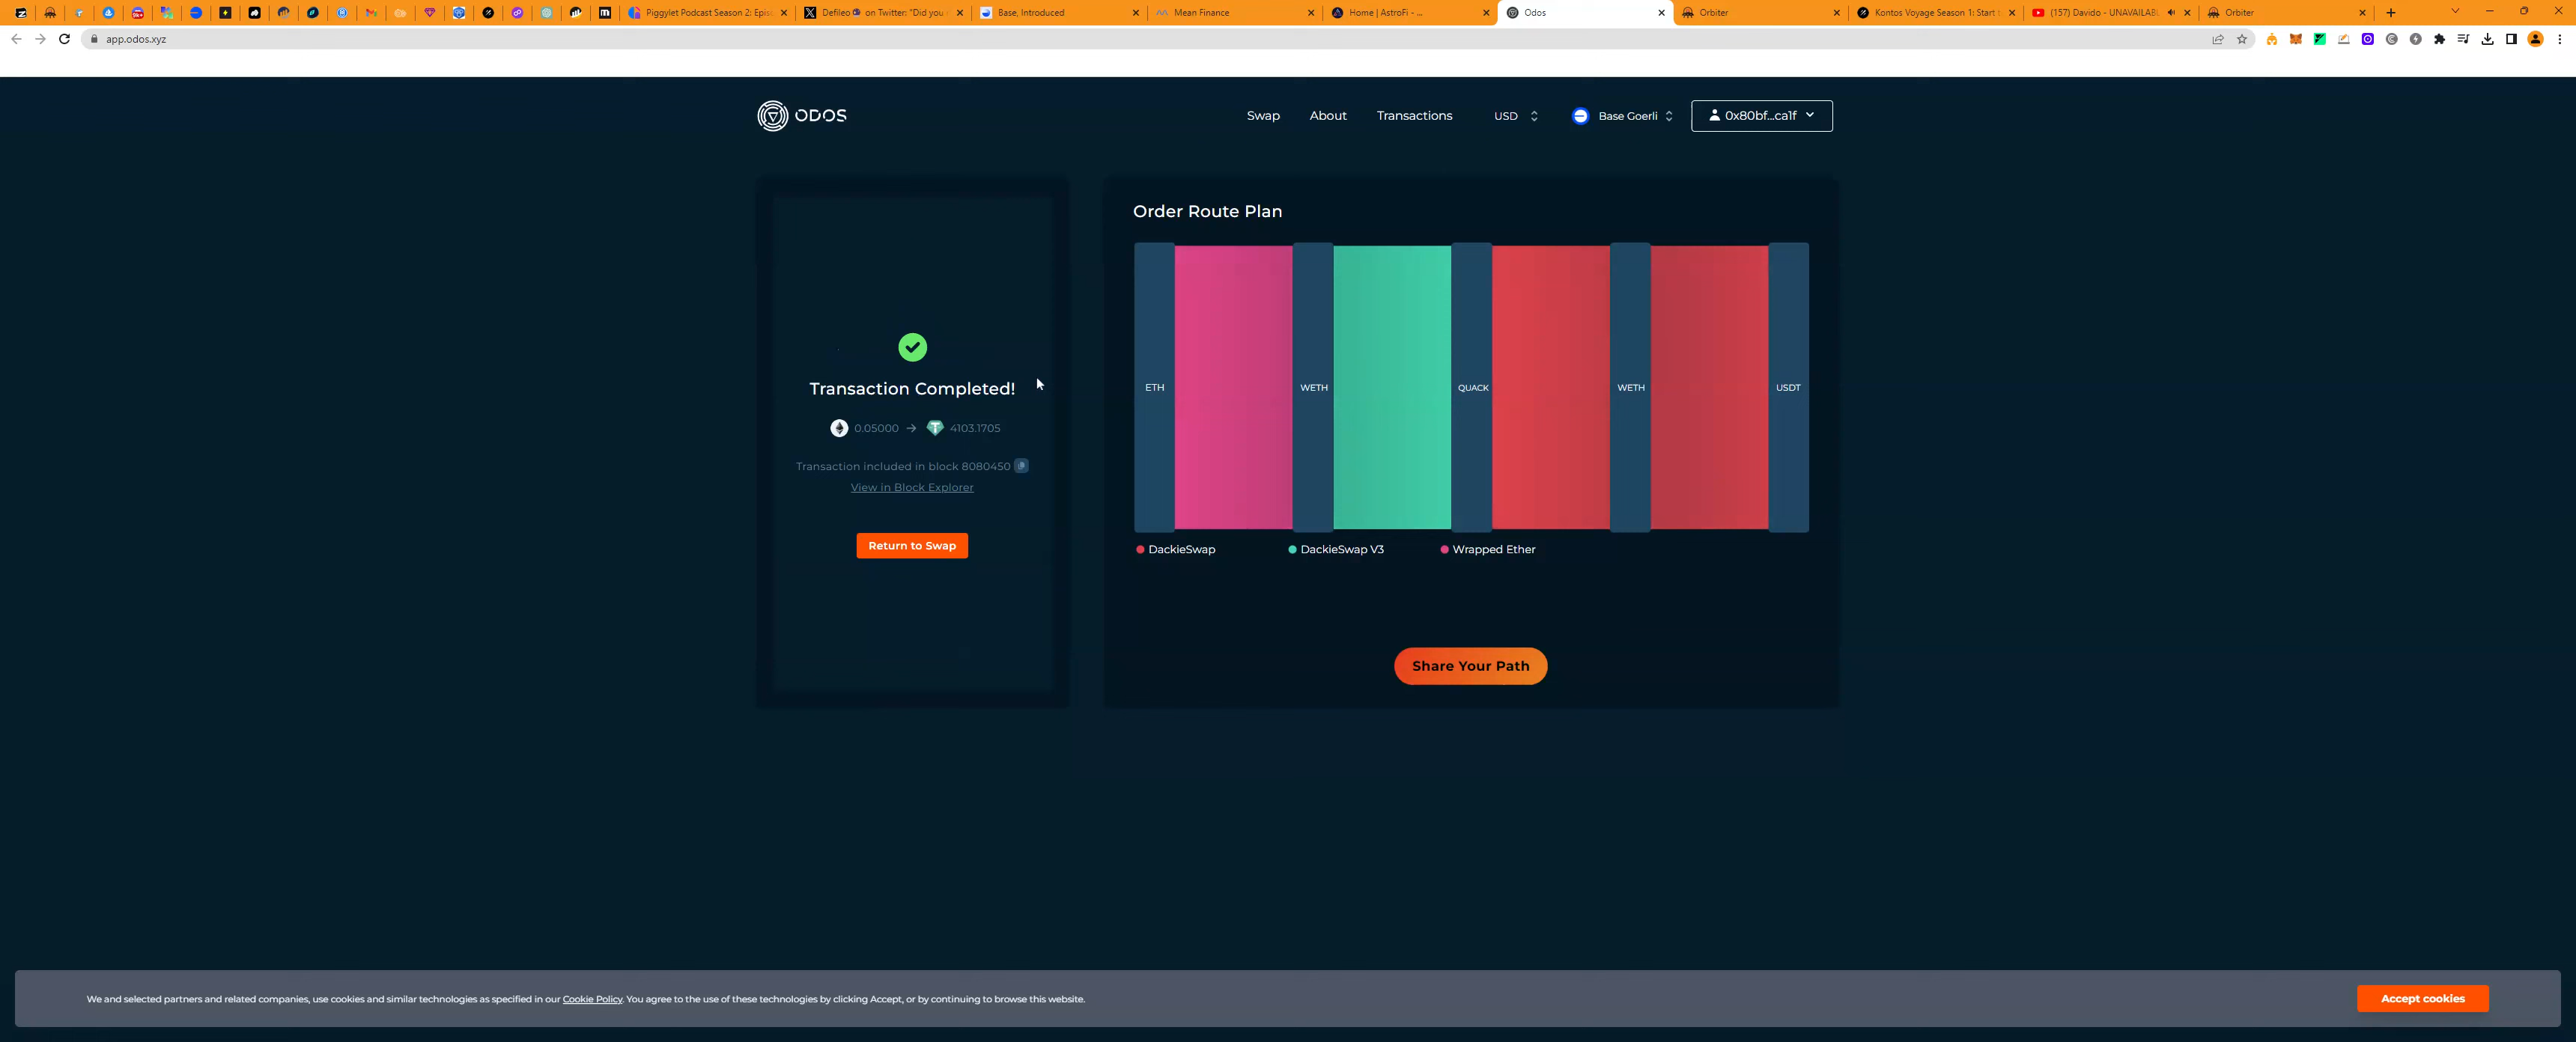 Piggylet Podcast Season 2: Epis
Defileo on Twitter: "Did you
Base, Introduced
Mean Finance
Home | AstroFi - ...
Odos
Orbiter
Kontos Voyage Season 1: Start
(157) Davido - UNAVAILAB
Orbiter
app.odos.xyz
ODOS
Swap
About
Transactions
USD
Base Goerli
0x80bf...ca1f
Order Route Plan
ETH
WETH
QUACK
WETH
USDT
DackieSwap
DackieSwap V3
Wrapped Ether
Share Your Path
Transaction Completed!
0.05000 → 4103.1705
Transaction included in block 8080450
View in Block Explorer
Return to Swap
We and selected partners and related companies, use cookies and similar technologies as specified in our Cookie Policy. You agree to the use of these technologies by clicking Accept, or by continuing to browse this website.
Accept cookies